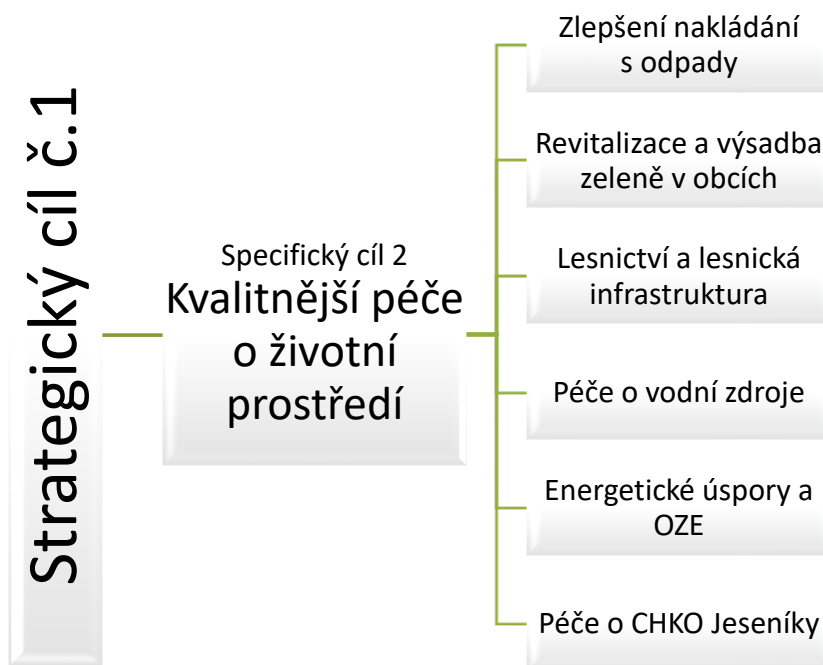 Strategický cíl č.1
Specifický cíl 2
Kvalitnější péče
o životní
prostředí
Zlepšení nakládání
s odpady
Revitalizace a výsadba
zeleně v obcích
Lesnictví a lesnická
infrastruktura
Péče o vodní zdroje
Energetické úspory a
OZE
Péče o CHKO Jeseníky